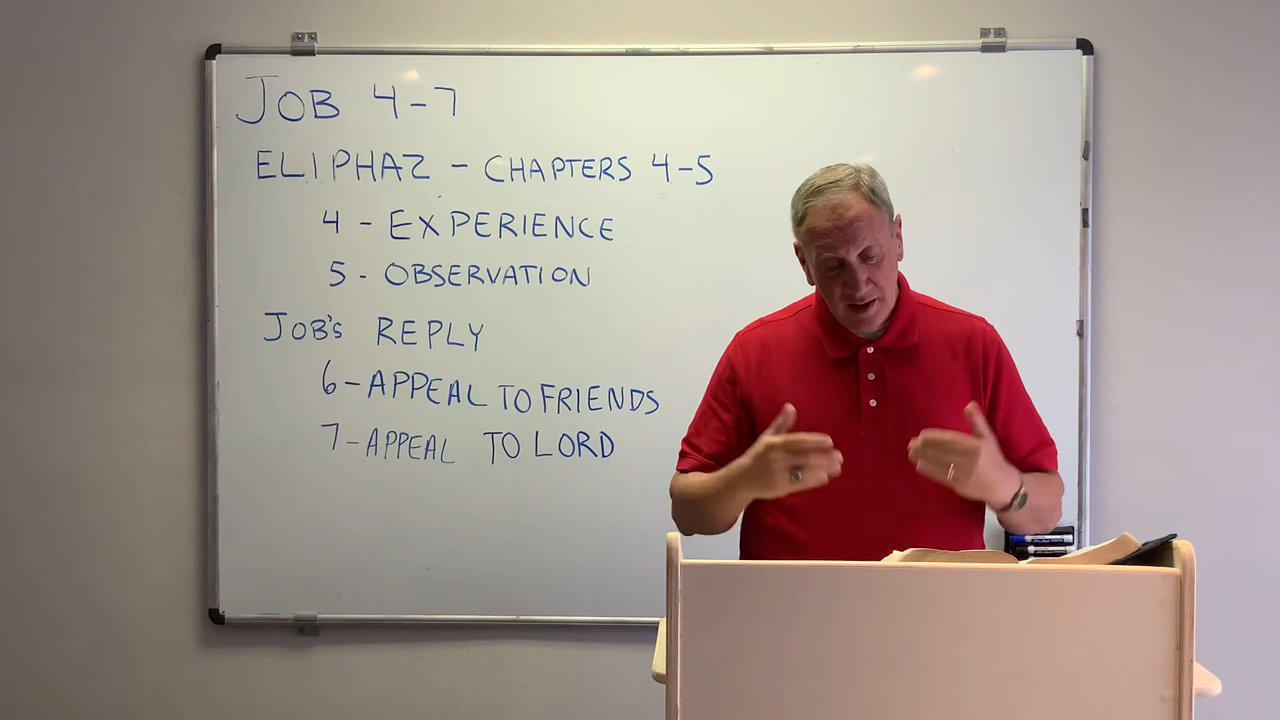 JOB 4-7
ELIPHAZ - CHAPTERS 4-5
4 - EXPERIENCE
5 - OBSERVATION
JOB'S REPLY
6-APPEAL TO FRIENDS
7-APPEAL TO LORD